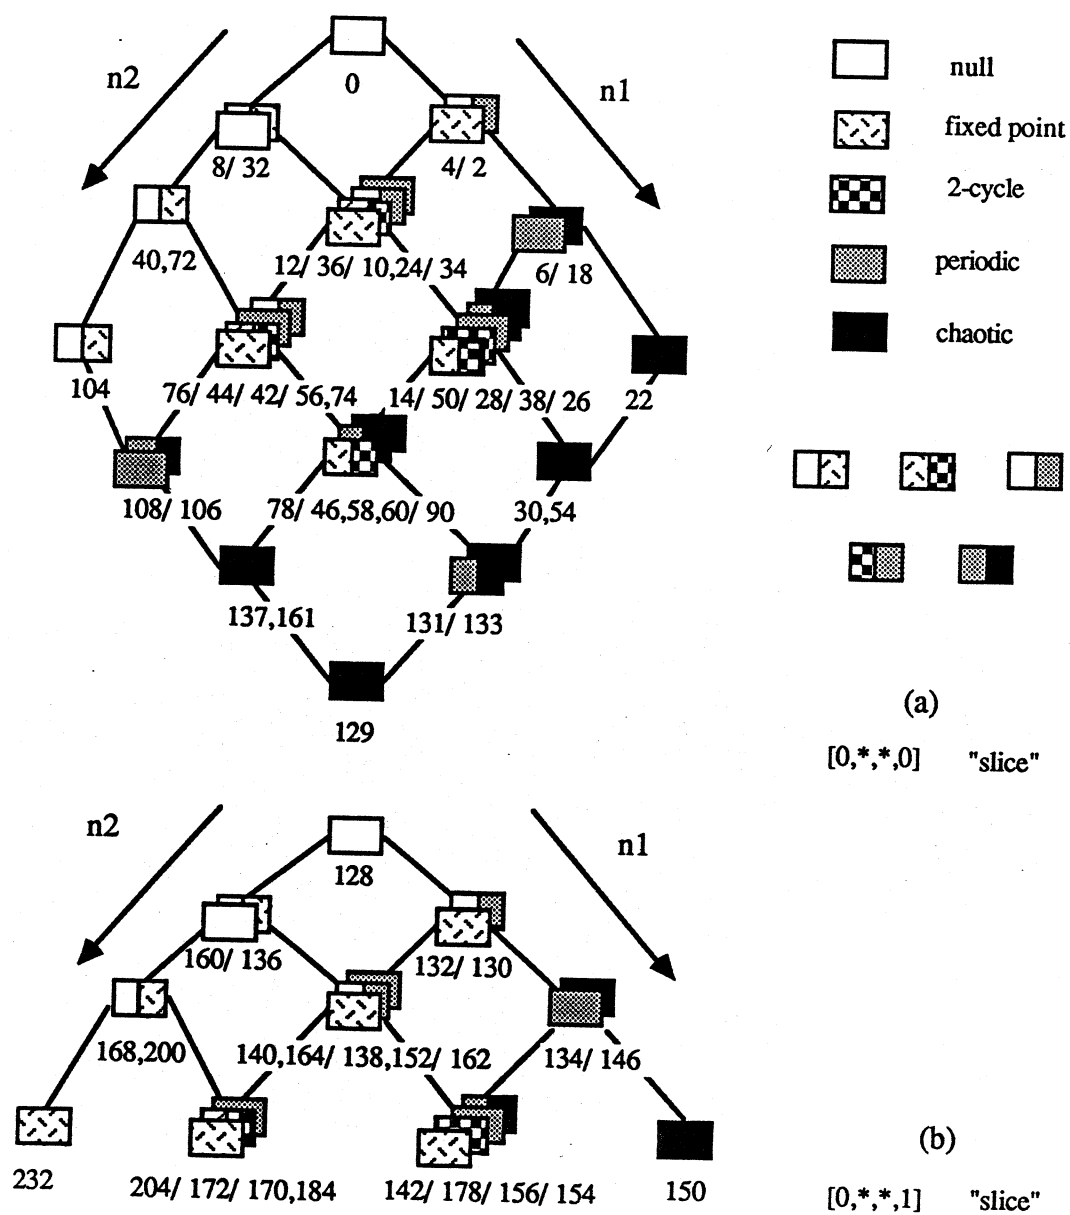 n2
n1
0
null
fixed point
8/ 32
4/ 2
2-cycle
40,72
12/ 36/ 10,24/ 34
6/ 18
periodic
chaotic
104
76/ 44/ 42/ 56,74
14/ 50/ 28/ 38/ 26
22
108/ 106
78/ 46,58,60/ 90
30,54
137,161
131/ 133
129
(a)
[0,*,*,0] "slice"
n2
n1
128
160/ 136
132/ 130
168,200
140,164/ 138,152/ 162
134/ 146
232
204/ 172/ 170,184
142/ 178/ 156/ 154
150
(b)
[0,*,*,1] "slice"